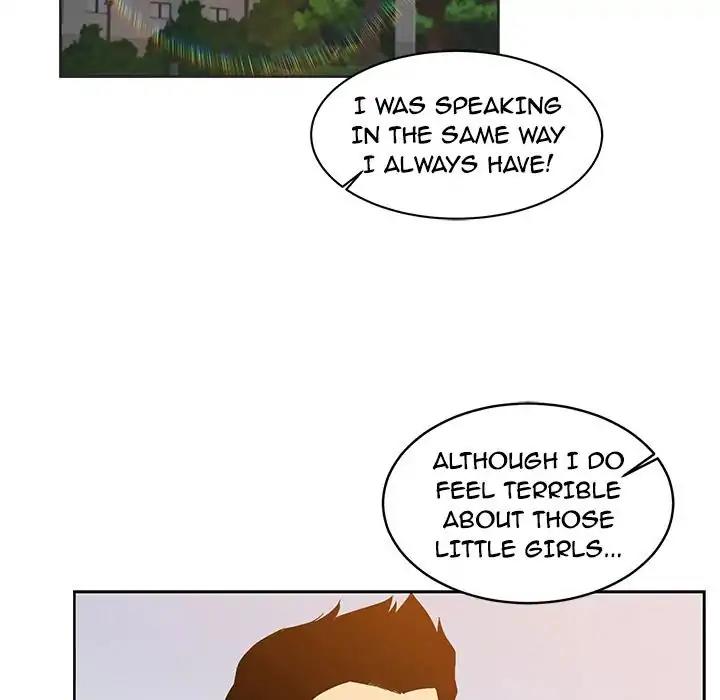 I WAS SPEAKING
IN THE SAME WAY
I ALWAYS HAVE!
ALTHOUGH I DO
FEEL TERRIBLE
ABOUT THOSE
LITTLE GIRLS...